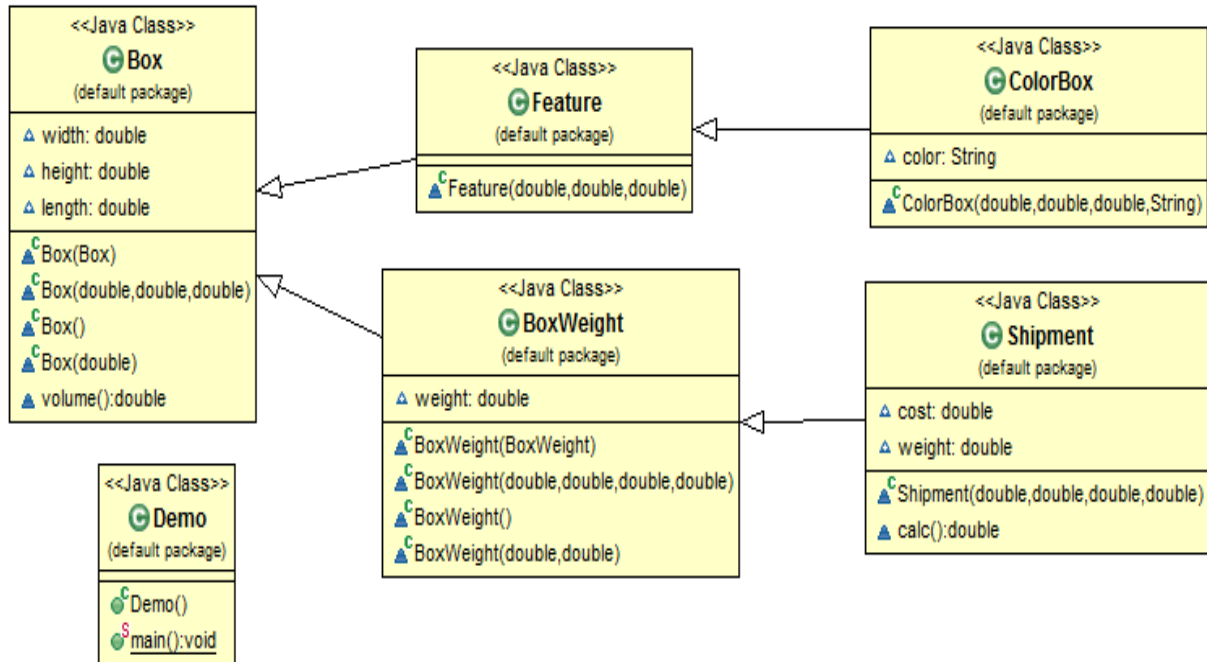 <<Java Class>>
Box
(default package)
width: double
height: double
length: double
Box(Box)
Box(double,double,double)
Box()
Box(double)
volume():double
<<Java Class>>
Feature
(default package)
Feature(double,double,double)
<<Java Class>>
ColorBox
(default package)
color: String
ColorBox(double,double,double,String)
<<Java Class>>
BoxWeight
(default package)
weight: double
BoxWeight(BoxWeight)
BoxWeight(double,double,double,double)
BoxWeight()
BoxWeight(double,double)
<<Java Class>>
Shipment
(default package)
cost: double
weight: double
Shipment(double,double,double,double)
calc():double
<<Java Class>>
Demo
(default package)
Demo()
main():void